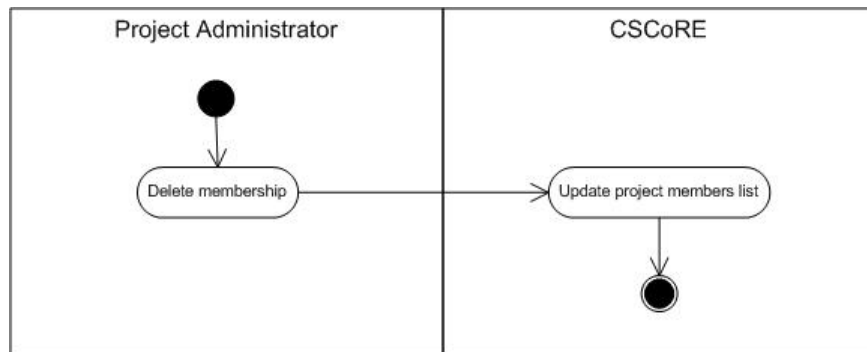 Project Administrator
CSCoRE
Delete membership
Update project members list